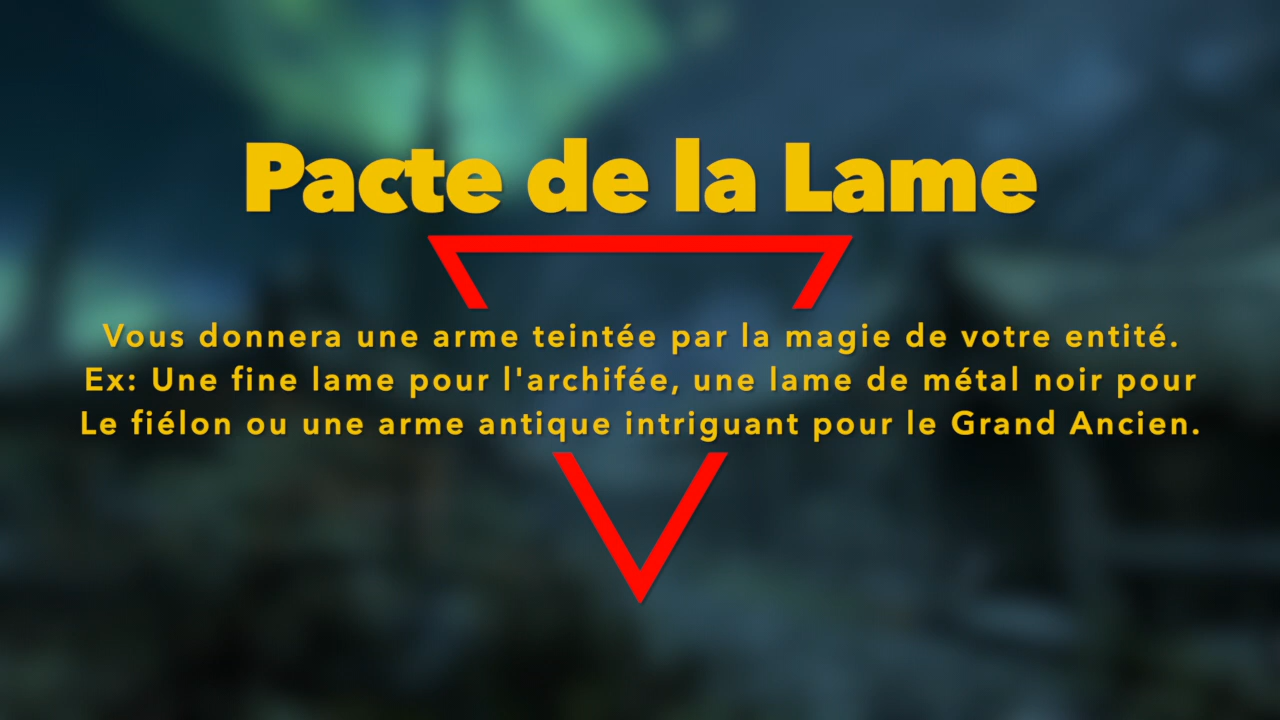 Pacte de la Lame
Vous donnera une arme teintée par la magie de votre entité.
Ex: Une fine lame pour l'archifée, une lame de métal noir pour
Le fiélon ou une arme antique intriguant pour le Grand Ancien.